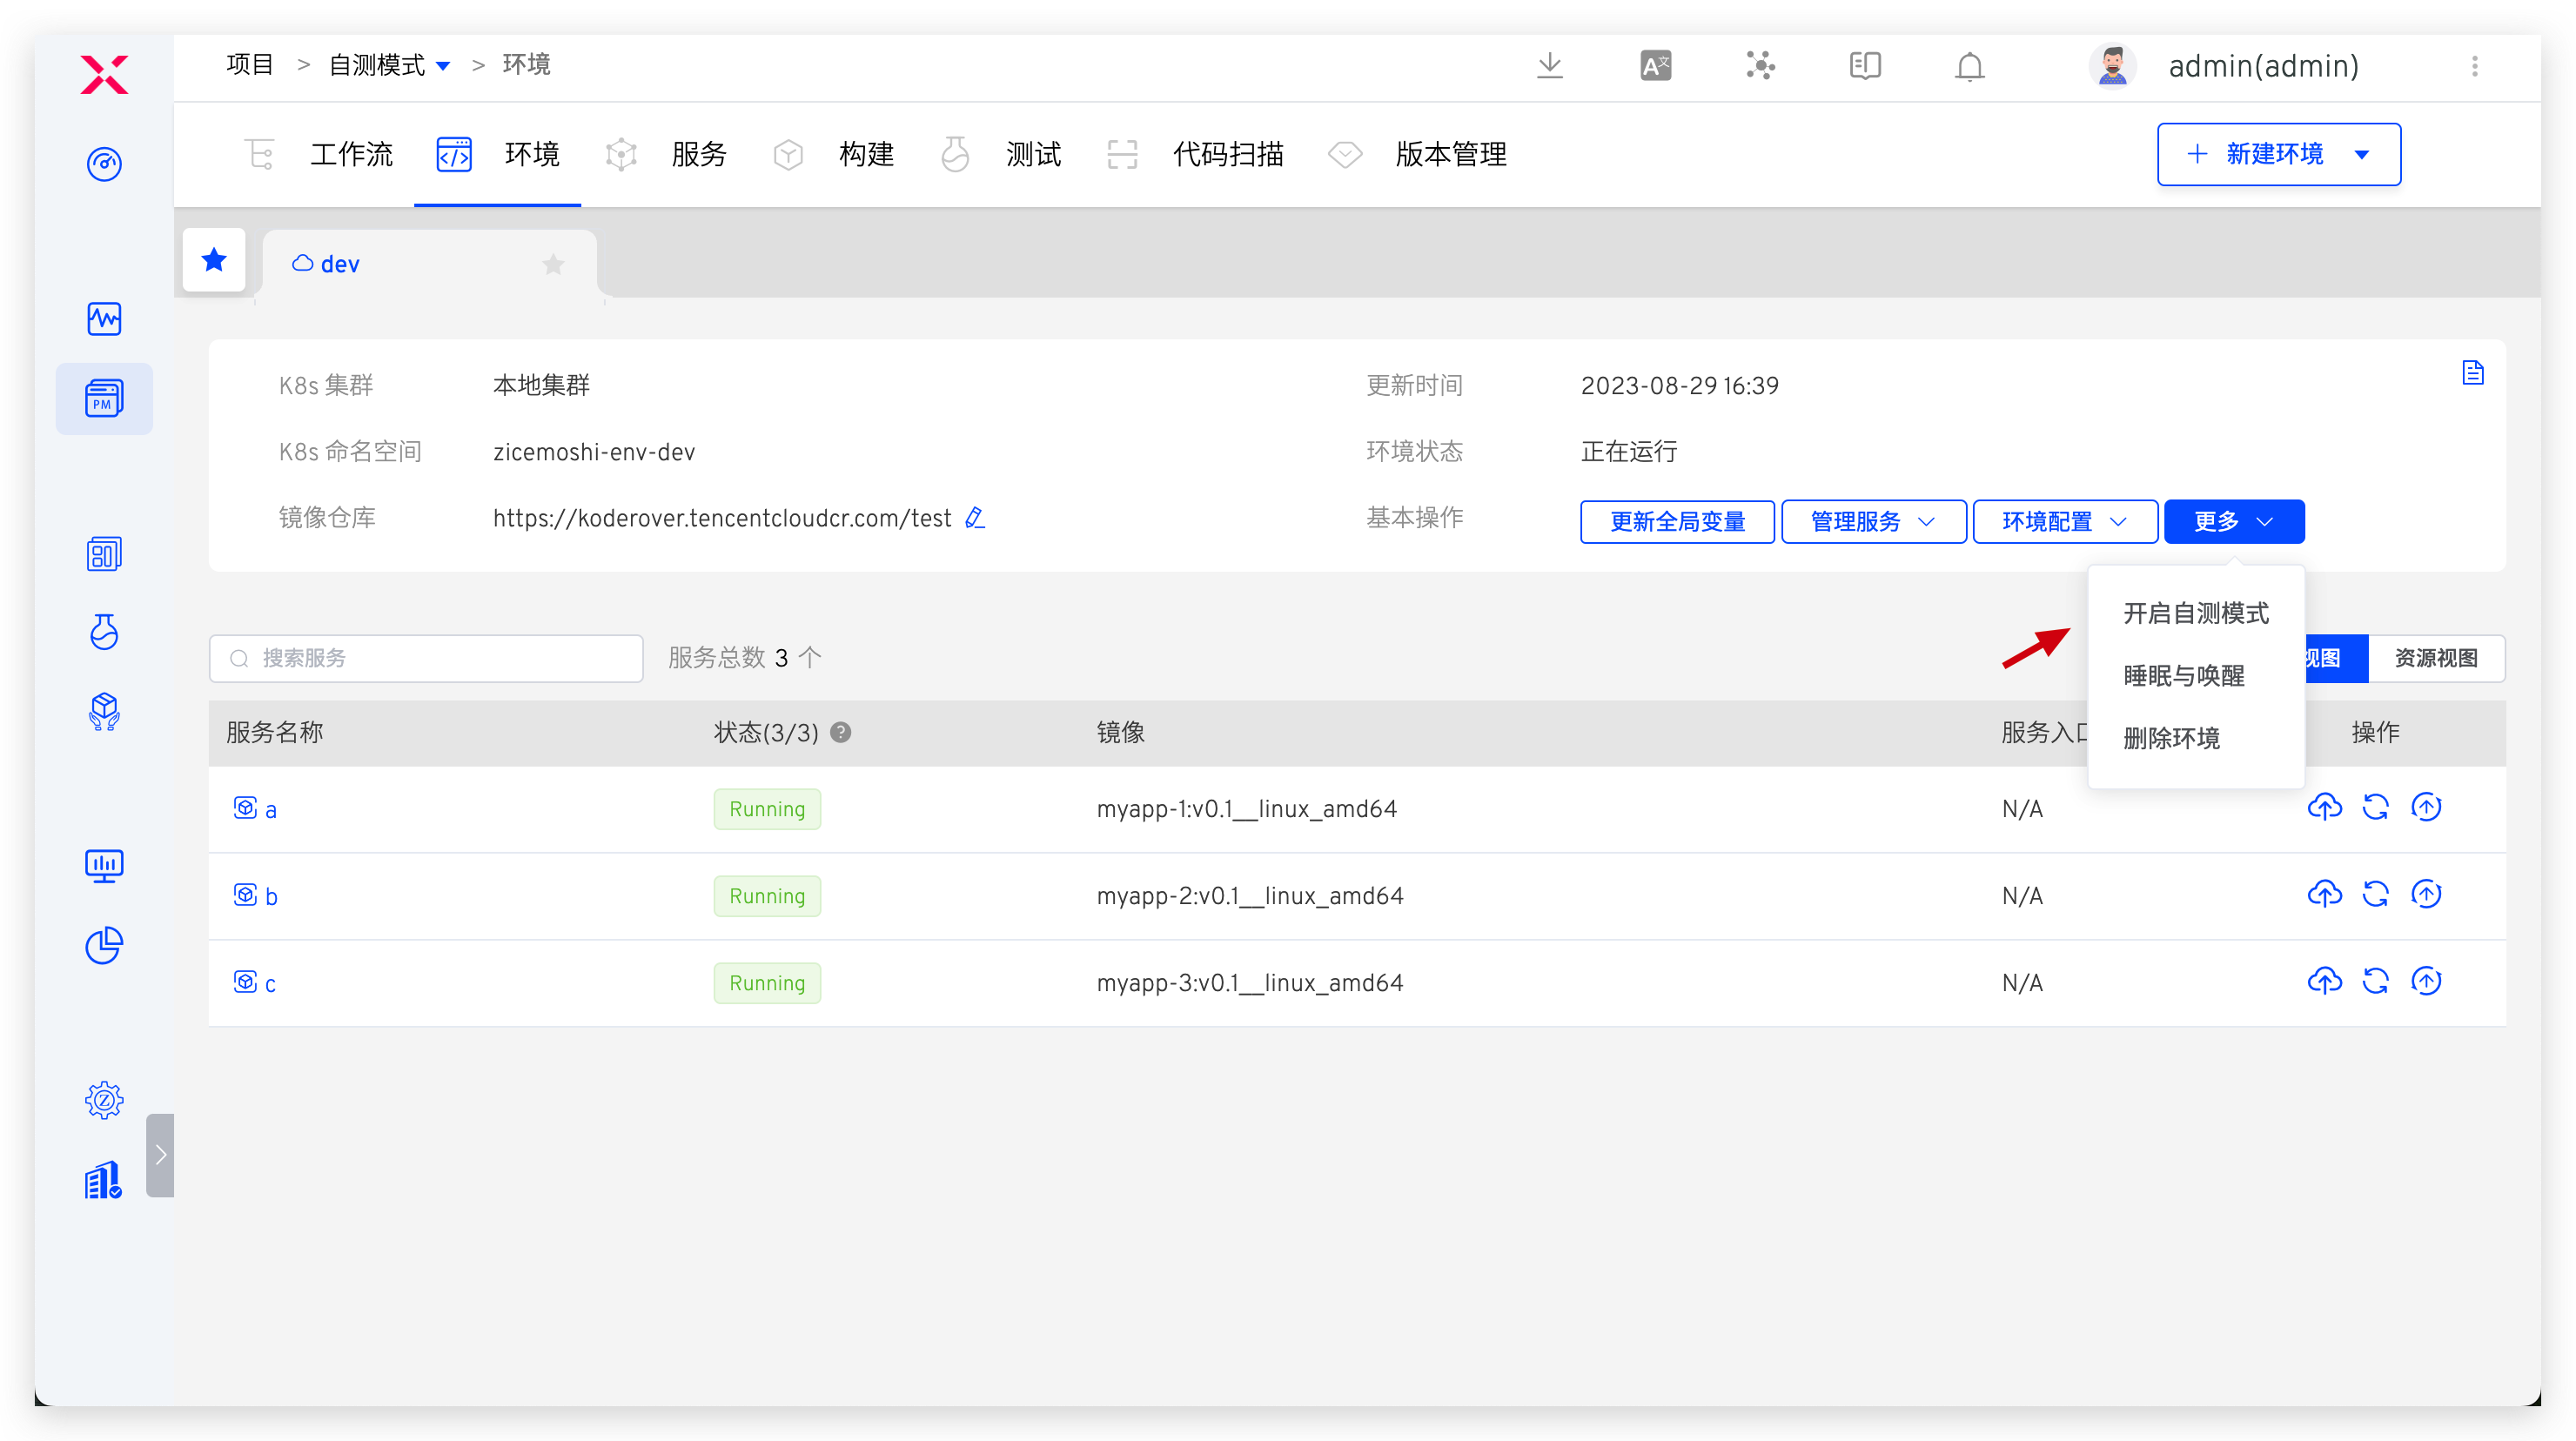 项目 > 自测模式 > 环境
admin(admin)
工作流 环境 服务 构建 测试 代码扫描 版本管理
+ 新建环境
dev
K8s 集群 本地集群
更新时间 2023-08-29 16:39
PM
K8s 命名空间 zicemoshi-env-dev
环境状态 正在运行
镜像仓库 https://koderover.tencentcloudcr.com/test
基本操作 更新全局变量 管理服务 环境配置 更多
开启自测模式
睡眠与唤醒
删除环境
搜索服务 服务总数 3 个
视图 资源视图
服务名称 状态(3/3) 镜像 服务入口 操作
a Running myapp-1:v0.1__linux_amd64 N/A
b Running myapp-2:v0.1__linux_amd64 N/A
c Running myapp-3:v0.1__linux_amd64 N/A